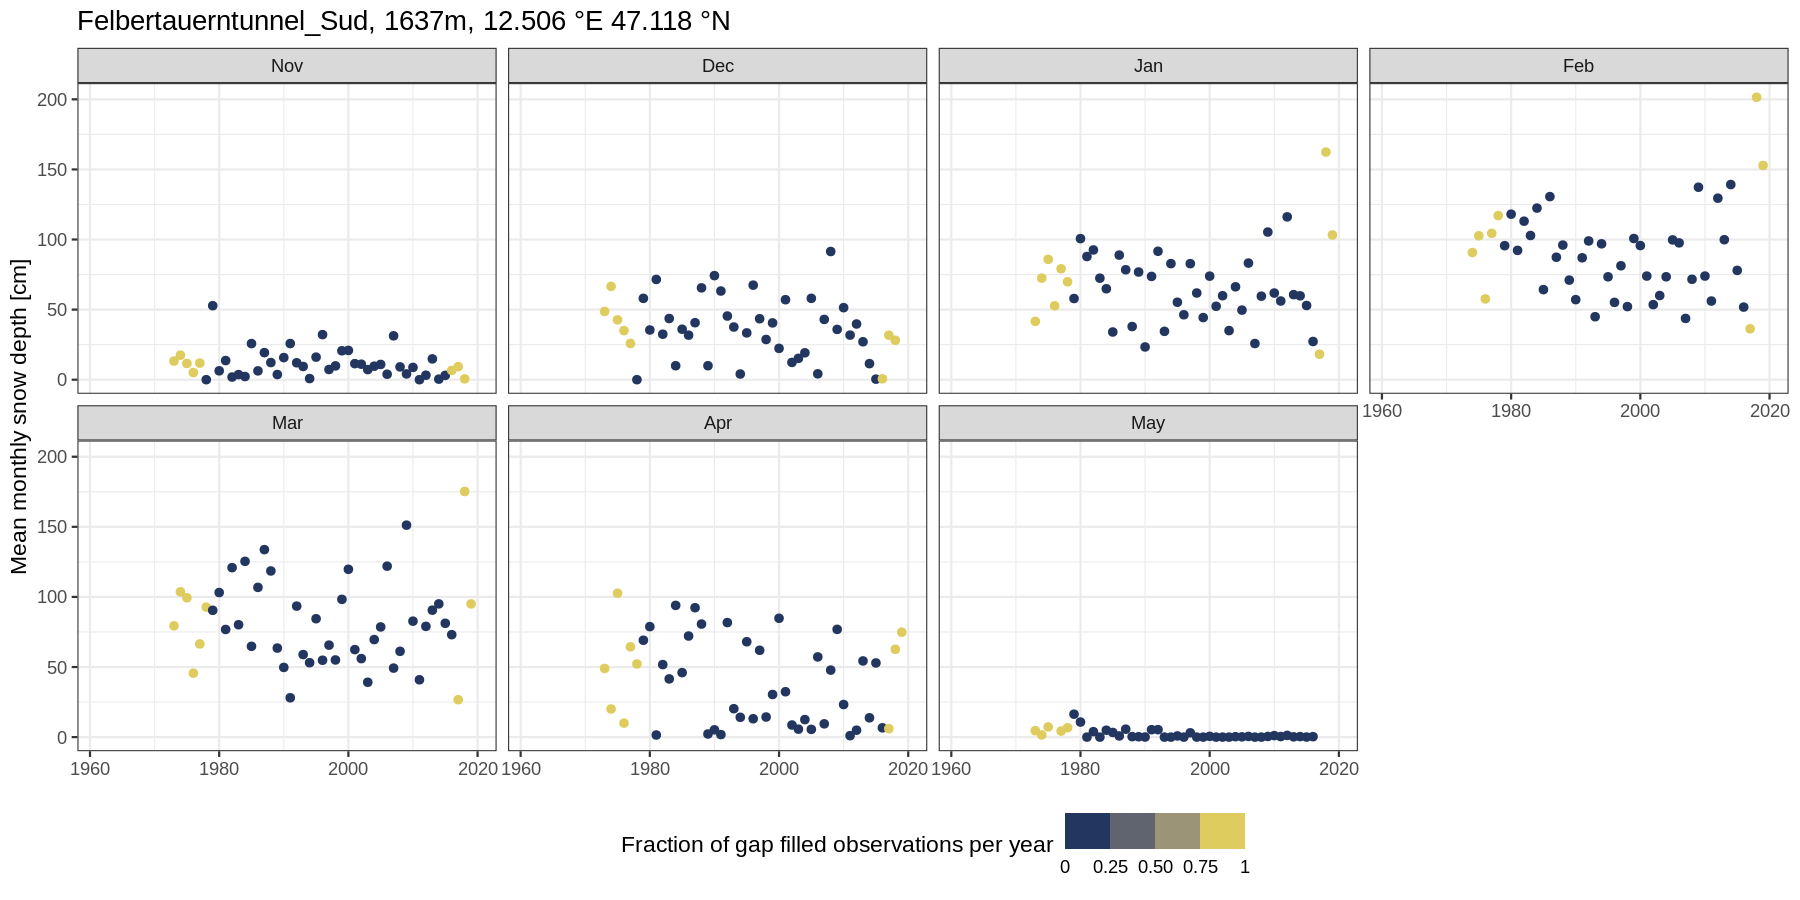 Felbertauerntunnel_Sud, 1637m, 12.506 °E 47.118 °N
Nov Dec Jan Feb
200
150
100
50
0
1960 1980 2000 2020
Mean monthly snow depth [cm]
Mar Apr May
200
150
100
50
0
1960 1980 2000 2020 1960 1980 2000 2020 1960 1980 2000 2020
Fraction of gap filled observations per year
0 0.25 0.50 0.75 1